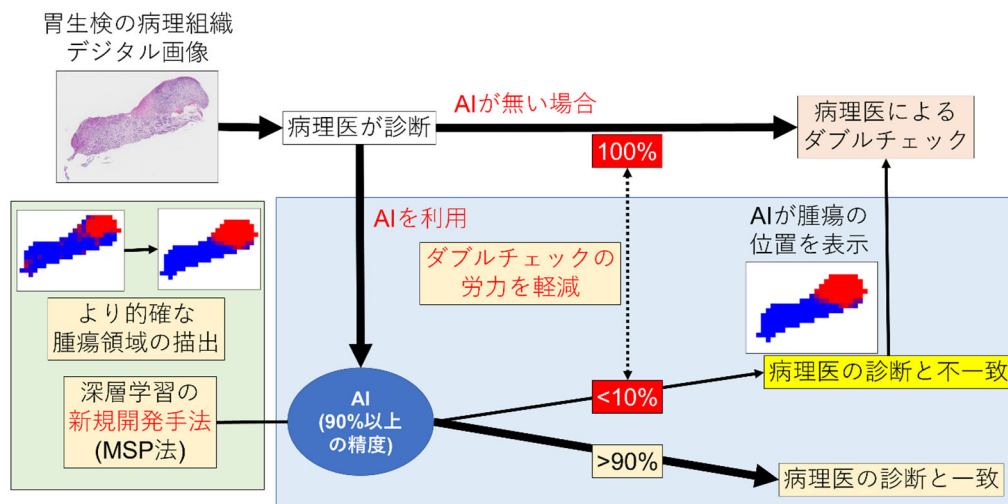 胃生検の病理組織
デジタル画像
病理医が診断
AIが無い場合
100%
病理医による
ダブルチェック
AIを利用
ダブルチェックの
労力を軽減
AIが腫瘍の
位置を表示
より的確な
腫瘍領域の描出
深層学習の
新規開発手法
(MSP法)
AI
(90%以上
の精度)
<10%
病理医の診断と不一致
>90%
病理医の診断と一致